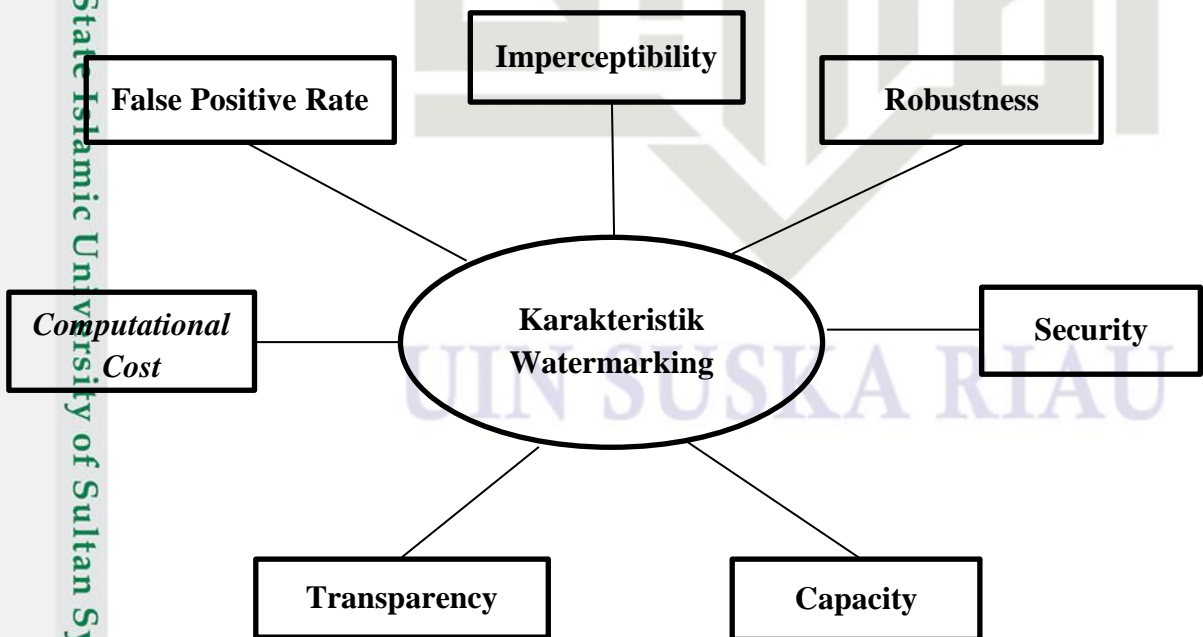 Imperceptibility
False Positive Rate
Robustness
Computational
Cost
Karakteristik
Watermarking
Security
Transparency
Capacity
UIN SUSKA RIAU
State Islamic University of Sultan Sy